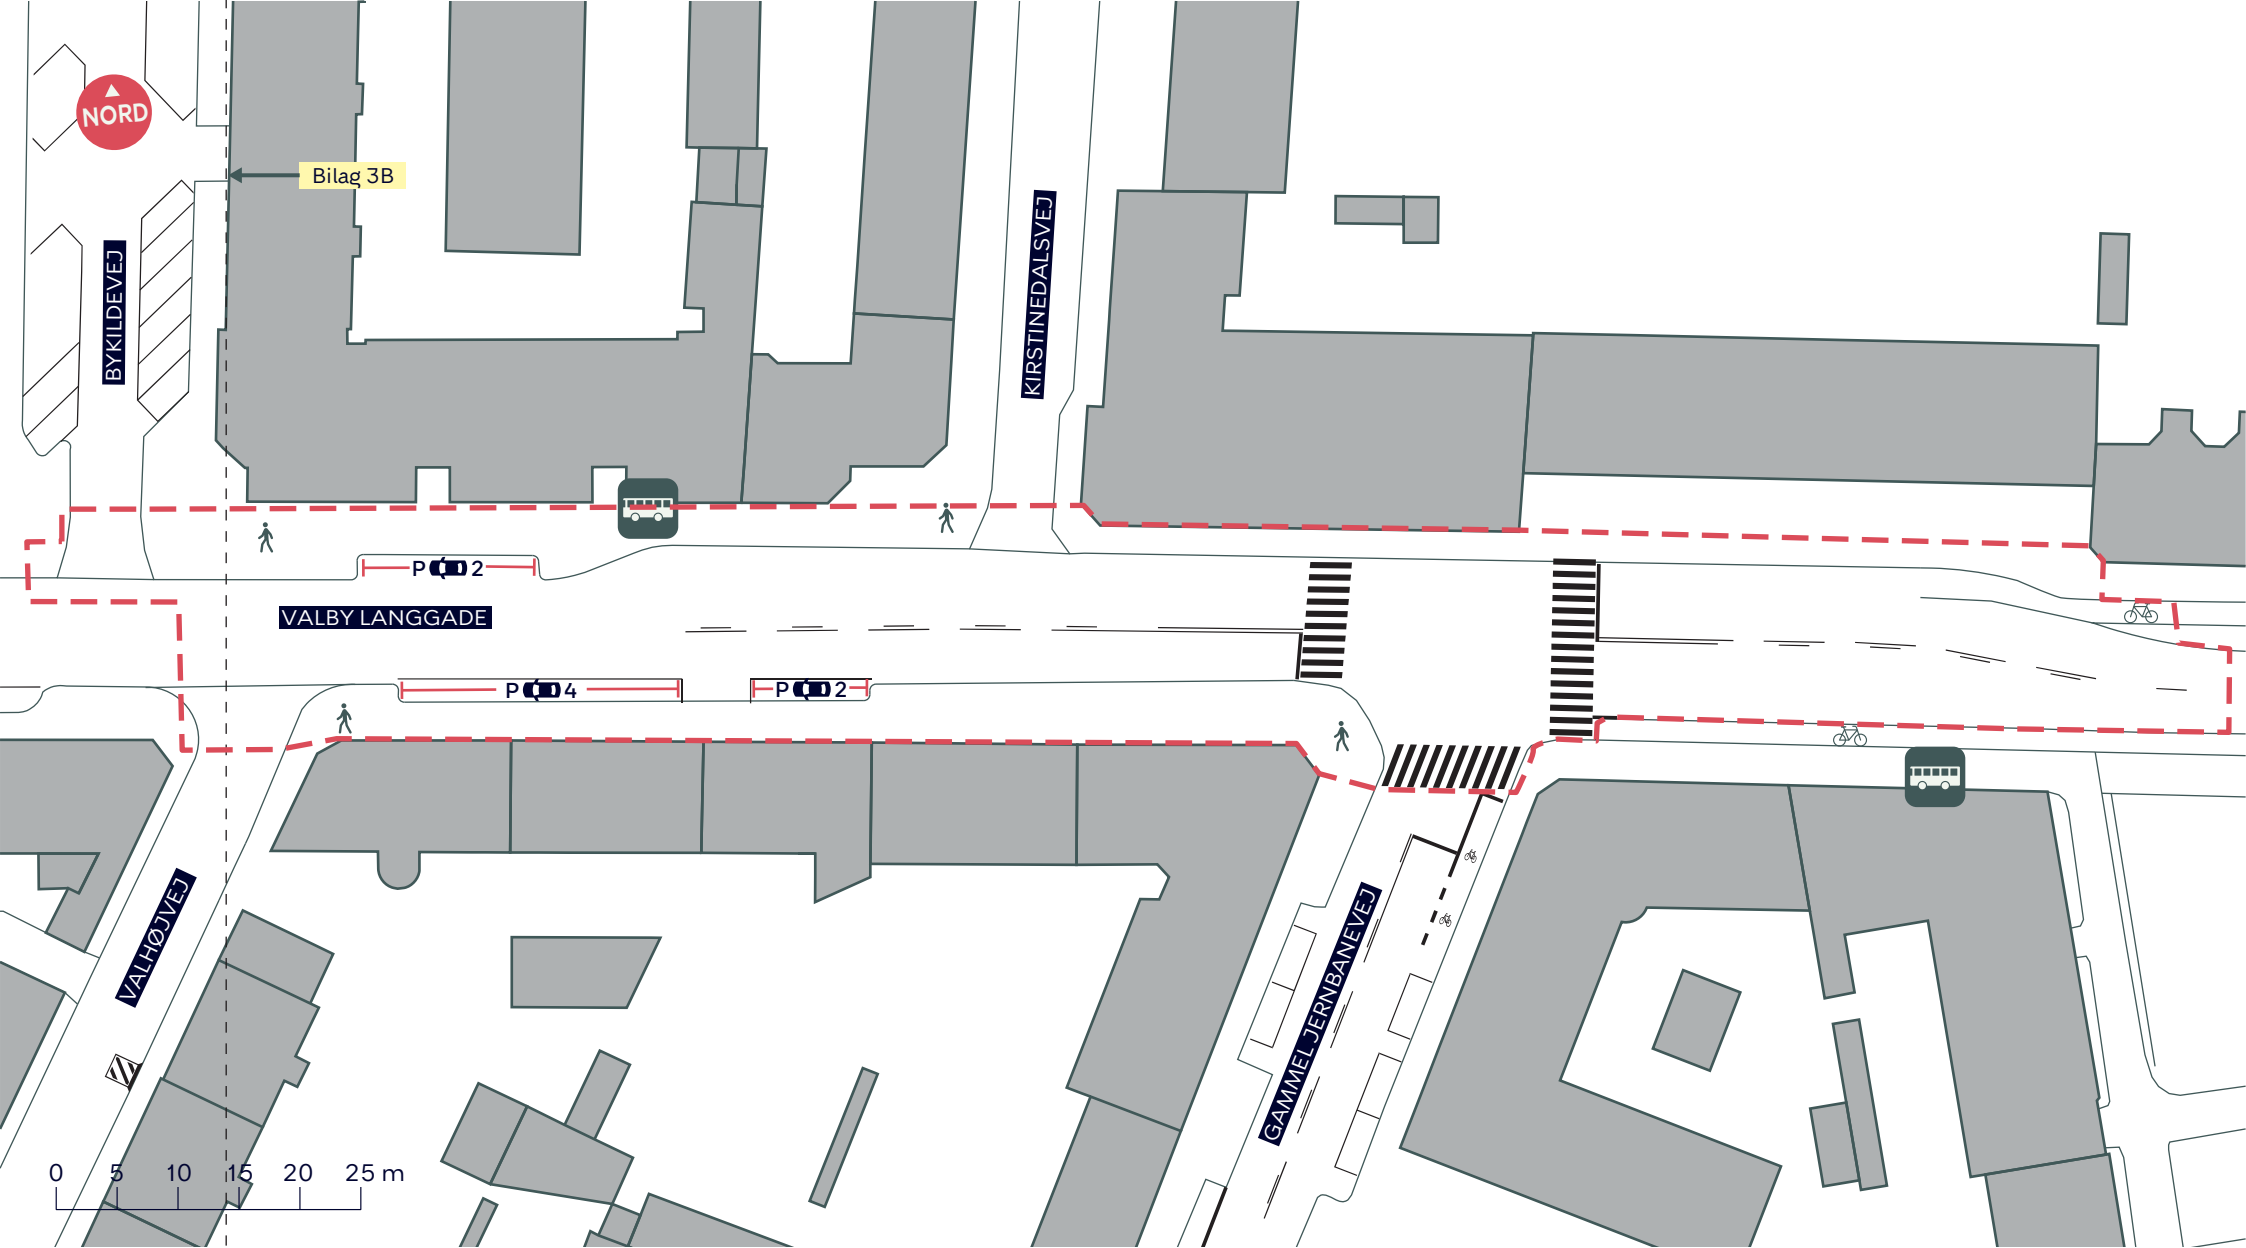 NORD
Bilag 3B
BYKILDEVEJ
KIRSTINEDALSVEJ
P 2
VALBY LANGGADE
P 4
P 2
VALHØJVEJ
GAMMEL JERNBANEVEJ
0 5 10 15 20 25 m